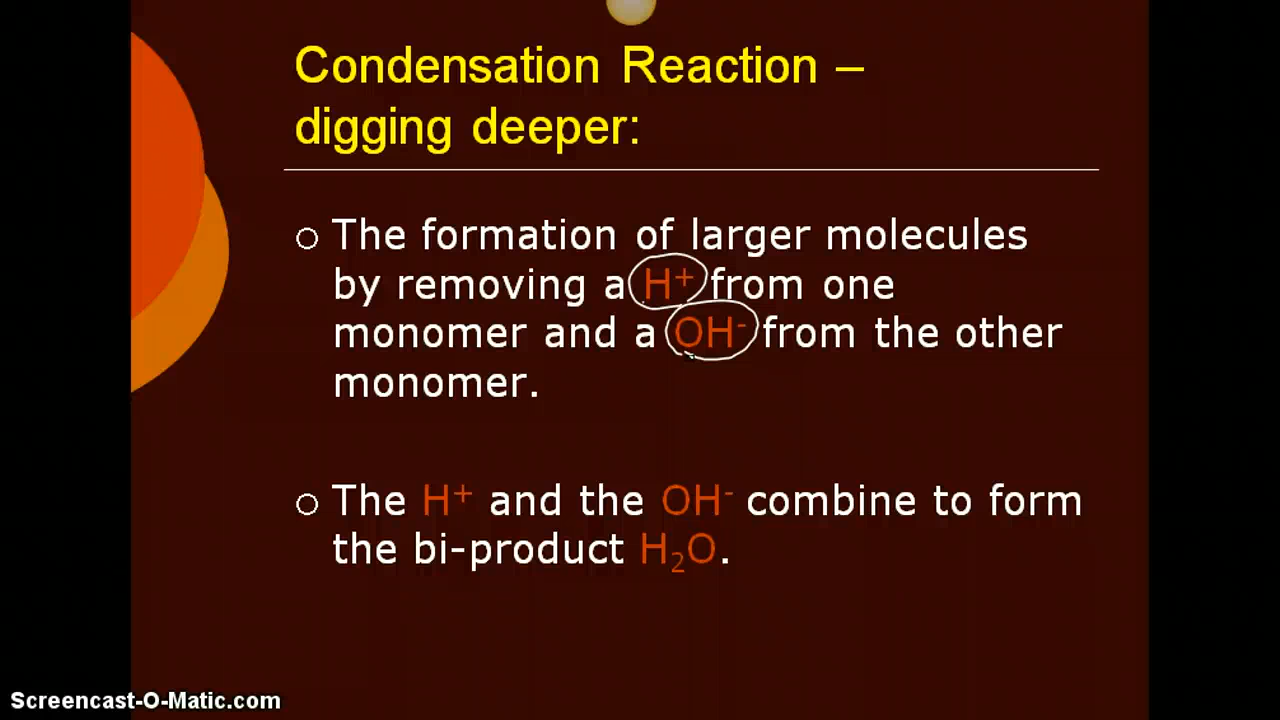 Condensation Reaction –
digging deeper:
The formation of larger molecules
by removing a H⁺ from one
monomer and a OH⁻ from the other
monomer.
The H⁺ and the OH⁻ combine to form
the bi-product H₂O.
Screencast-O-Matic.com